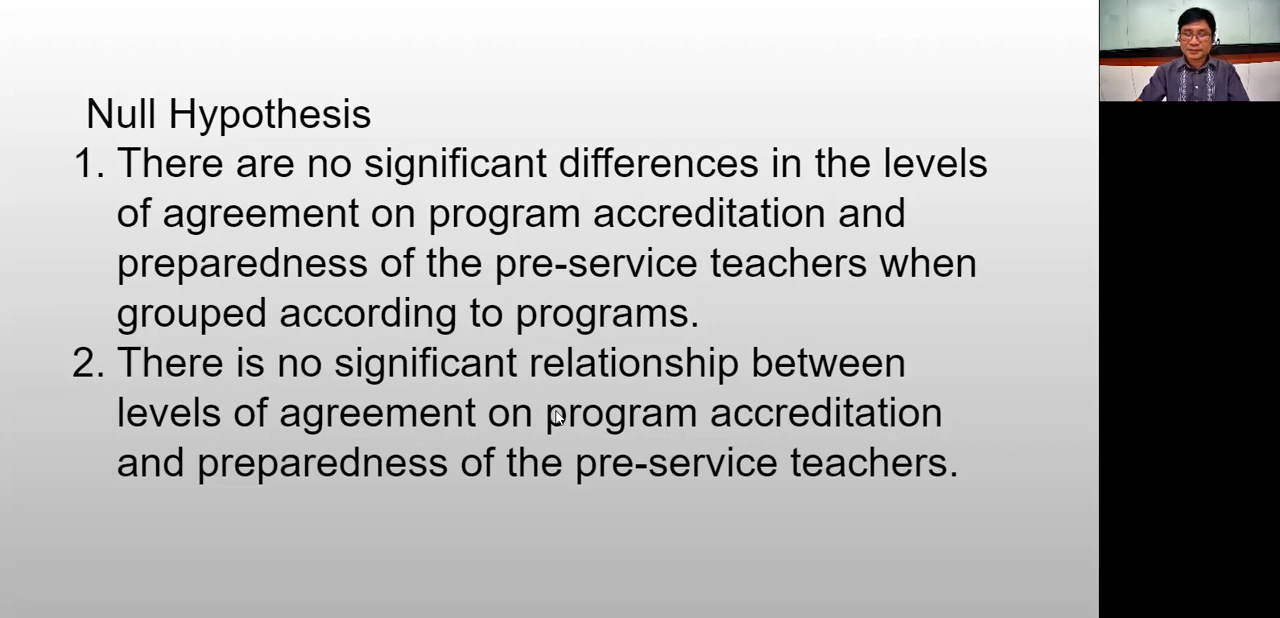 Null Hypothesis
1. There are no significant differences in the levels
of agreement on program accreditation and
preparedness of the pre-service teachers when
grouped according to programs.
2. There is no significant relationship between
levels of agreement on program accreditation
and preparedness of the pre-service teachers.